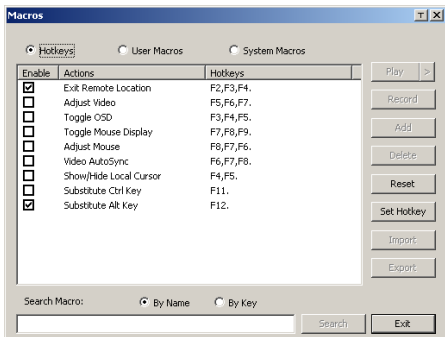 Macros
Hotkeys User Macros System Macros
Enable Actions Hotkeys
Exit Remote Location F2,F3,F4.
Adjust Video F5,F6,F7.
Toggle OSD F3,F4,F5.
Toggle Mouse Display F7,F8,F9.
Adjust Mouse F8,F7,F6.
Video AutoSync F6,F7,F8.
Show/Hide Local Cursor F4,F5.
Substitute Ctrl Key F11.
Substitute Alt Key F12.
Play >
Record
Add
Delete
Reset
Set Hotkey
Import
Export
Search Macro: By Name By Key
Search Exit